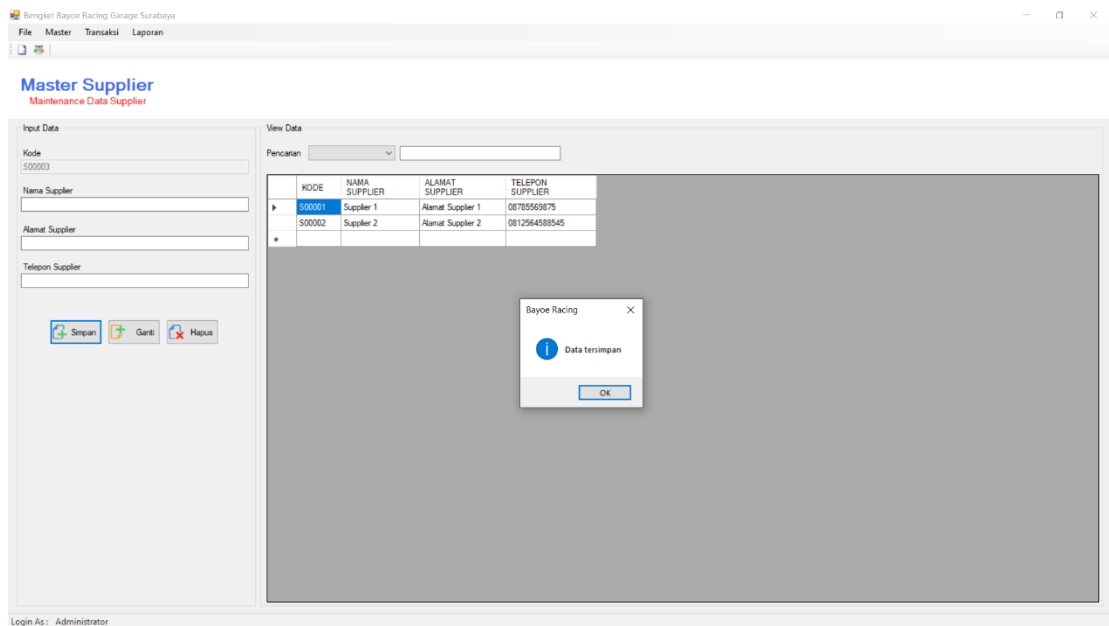 Bengkel Bayoe Racing Garage Surabaya
File Master Transaksi Laporan
Master Supplier
Maintenance Data Supplier
Input Data
Kode
S00003
Nama Supplier
Alamat Supplier
Telepon Supplier
Simpan Ganti Hapus
View Data
Pencarian
KODE NAMA SUPPLIER ALAMAT SUPPLIER TELEPON SUPPLIER
S00001 Supplier 1 Alamat Supplier 1 08785569875
S00002 Supplier 2 Alamat Supplier 2 0812564588545
Bayoe Racing
Data tersimpan
OK
Login As : Administrator